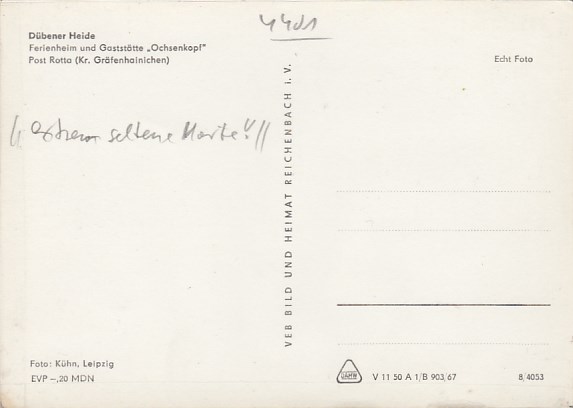 4401
Dübener Heide
Ferienheim und Gaststätte „Ochsenkopf"
Post Rotta (Kr. Gräfenhainichen)
Echt Foto
extrem seltene Karte!
VEB BILD UND HEIMAT REICHENBACH I. V.
Foto: Kühn, Leipzig
EVP –,20 MDN
V 11 50 A 1/B 903/67
8/4053